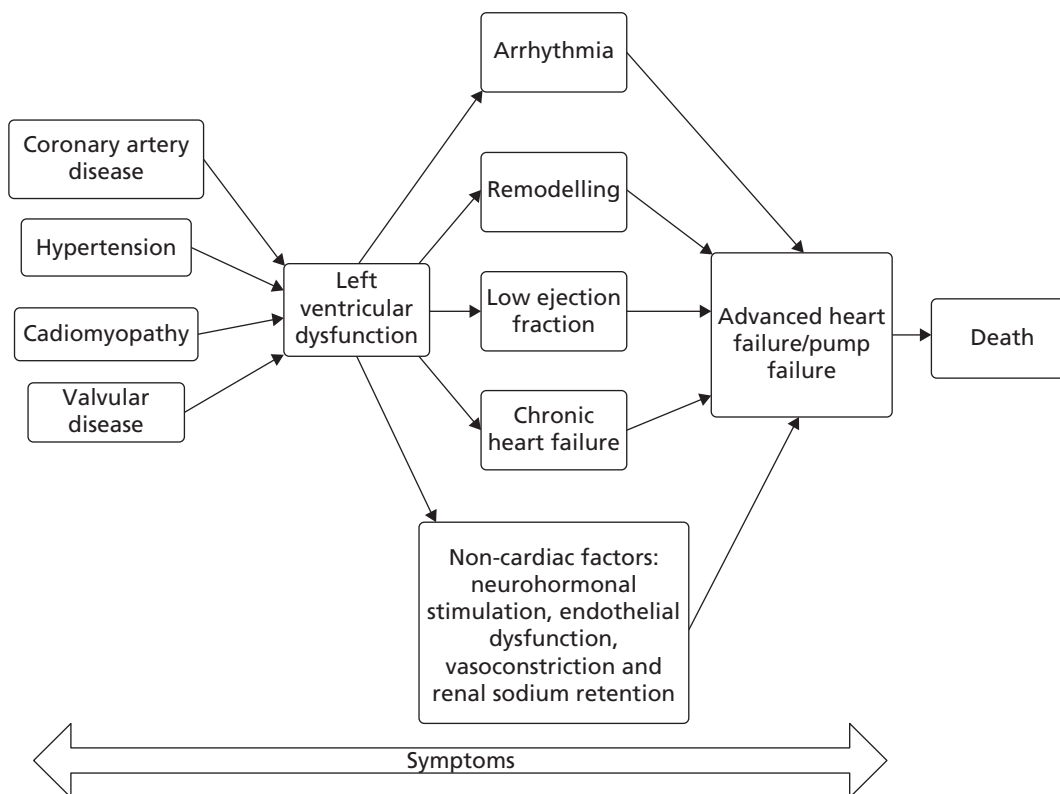 Coronary artery
disease
Hypertension
Cadiomyopathy
Valvular
disease
Left
ventricular
dysfunction
Arrhythmia
Remodelling
Low ejection
fraction
Chronic
heart failure
Non-cardiac factors:
neurohormonal
stimulation, endothelial
dysfunction,
vasoconstriction and
renal sodium retention
Advanced heart
failure/pump
failure
Death
Symptoms